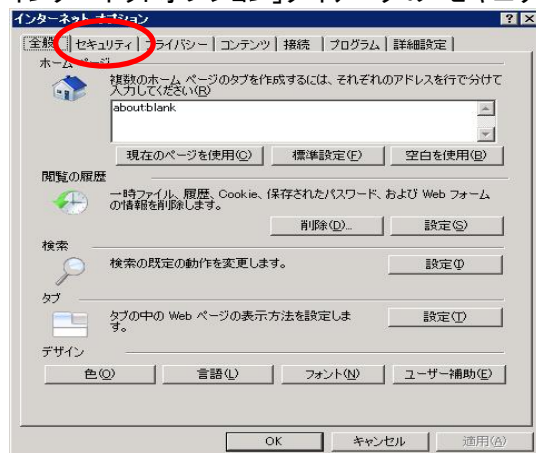 インターネット オプション
全般 セキュリティ プライバシー コンテンツ 接続 プログラム 詳細設定
ホーム ページ
複数のホーム ページのタブを作成するには、それぞれのアドレスを行で分けて
入力してください(R)
about:blank
現在のページを使用(C) 標準設定(F) 空白を使用(B)
閲覧の履歴
一時ファイル、履歴、Cookie、保存されたパスワード、および Web フォーム
の情報を削除します。
削除(D)... 設定(S)
検索
検索の既定の動作を変更します。 設定(I)
タブ
タブの中の Web ページの表示方法を設定しま
す。
設定(T)
デザイン
色(O) 言語(L) フォント(N) ユーザー補助(E)
OK キャンセル 適用(A)